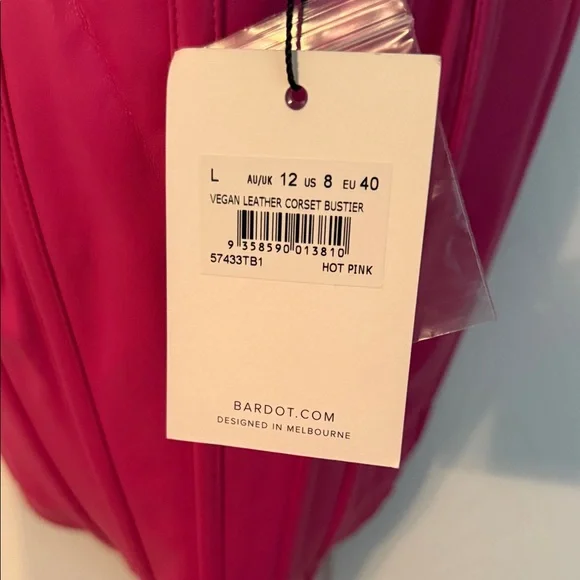 L AU/UK 12 US 8 EU 40
VEGAN LEATHER CORSET BUSTIER
9 358590 013810
57433TB1 HOT PINK
BARDOT.COM
DESIGNED IN MELBOURNE